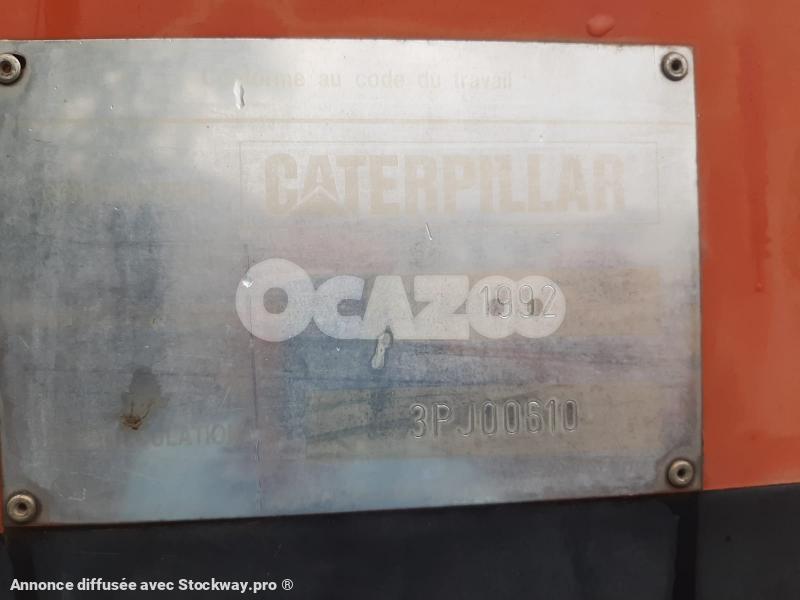 Conforme au code du travail
CATERPILLAR
OCAZOO
1992
3PJ00610
Annonce diffusée avec Stockway.pro ®